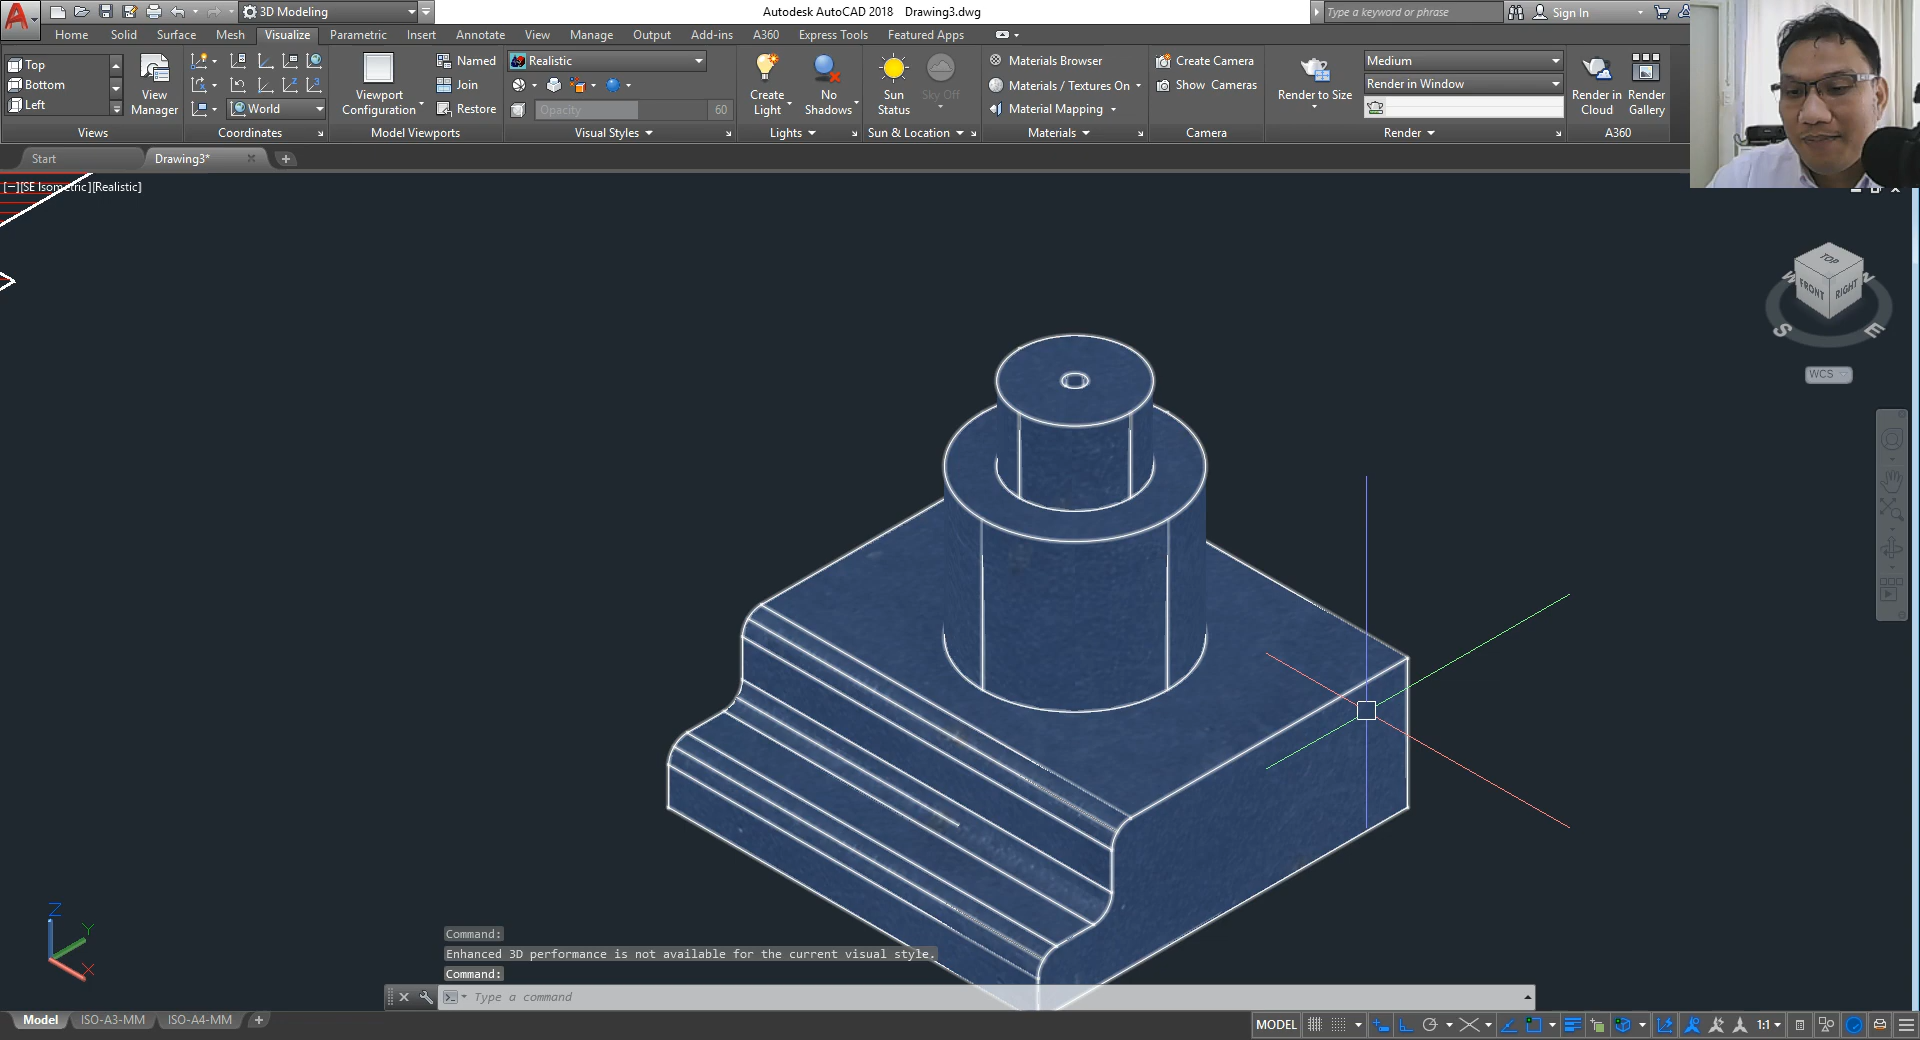 3D Modeling
Autodesk AutoCAD 2018 Drawing3.dwg
Type a keyword or phrase
Sign In
Home Solid Surface Mesh Visualize Parametric Insert Annotate View Manage Output Add-ins A360 Express Tools Featured Apps
Top
Bottom
Left
View
Manager
Views
World
Coordinates
Viewport
Configuration
Named
Join
Restore
Model Viewports
Realistic
Opacity 60
Visual Styles
Create
Light
No
Shadows
Lights
Sun
Status
Sky Off
Sun & Location
Materials Browser
Materials / Textures On
Material Mapping
Materials
Create Camera
Show Cameras
Camera
Render to Size
Medium
Render in Window
Render
Render in
Cloud
Render
Gallery
A360
Start
Drawing3*
[−][SE Isometric][Realistic]
TOP
FRONT
RIGHT
W
N
S
E
WCS
Z
Y
X
Command:
Enhanced 3D performance is not available for the current visual style.
Command:
Type a command
Model ISO-A3-MM ISO-A4-MM
MODEL
1:1